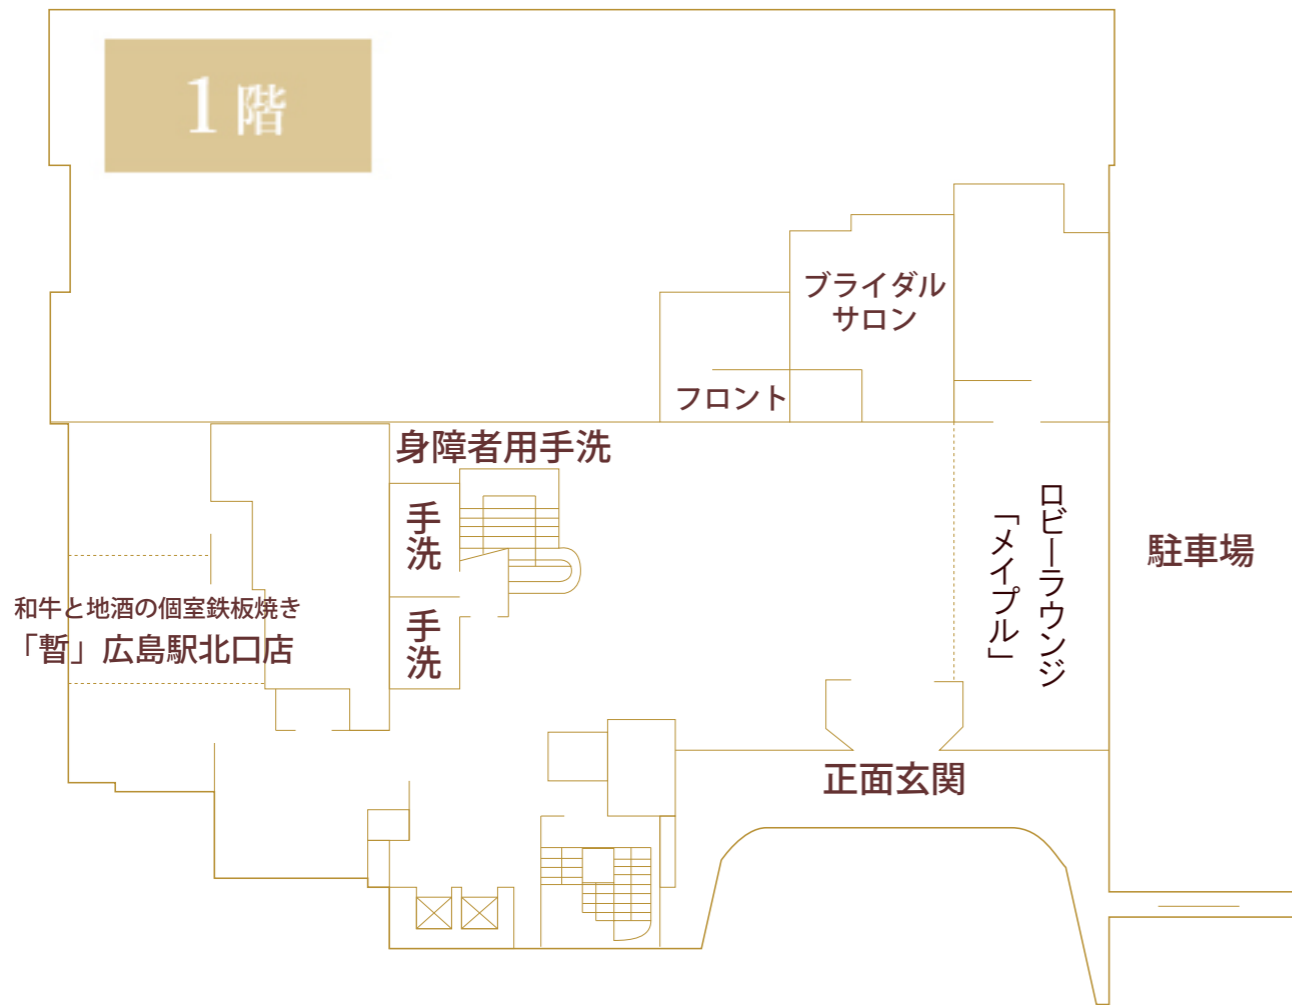 1階
ブライダル
サロン
フロント
身障者用手洗
手洗
手洗
ロビーラウンジ
「メイプル」
駐車場
和牛と地酒の個室鉄板焼き
「暫」広島駅北口店
正面玄関